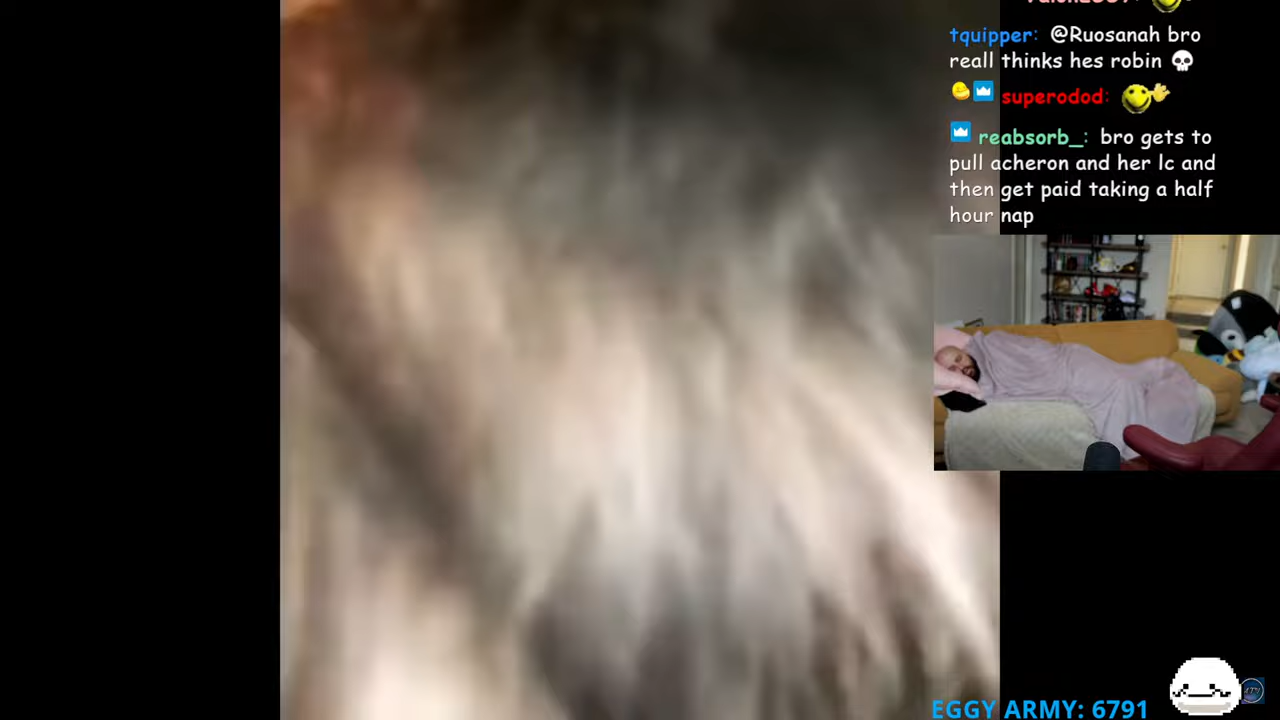 tquipper: @Ruosanah bro
reall thinks hes robin
superodod:
reabsorb_: bro gets to
pull acheron and her lc and
then get paid taking a half
hour nap
EGGY ARMY: 6791